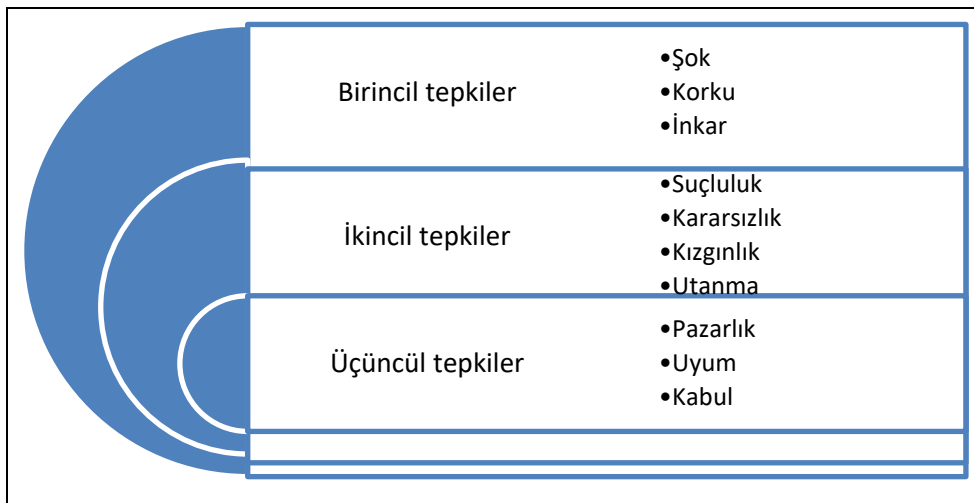 Birincil tepkiler
•Şok
•Korku
•İnkar
İkincil tepkiler
•Suçluluk
•Kararsızlık
•Kızgınlık
•Utanma
Üçüncül tepkiler
•Pazarlık
•Uyum
•Kabul